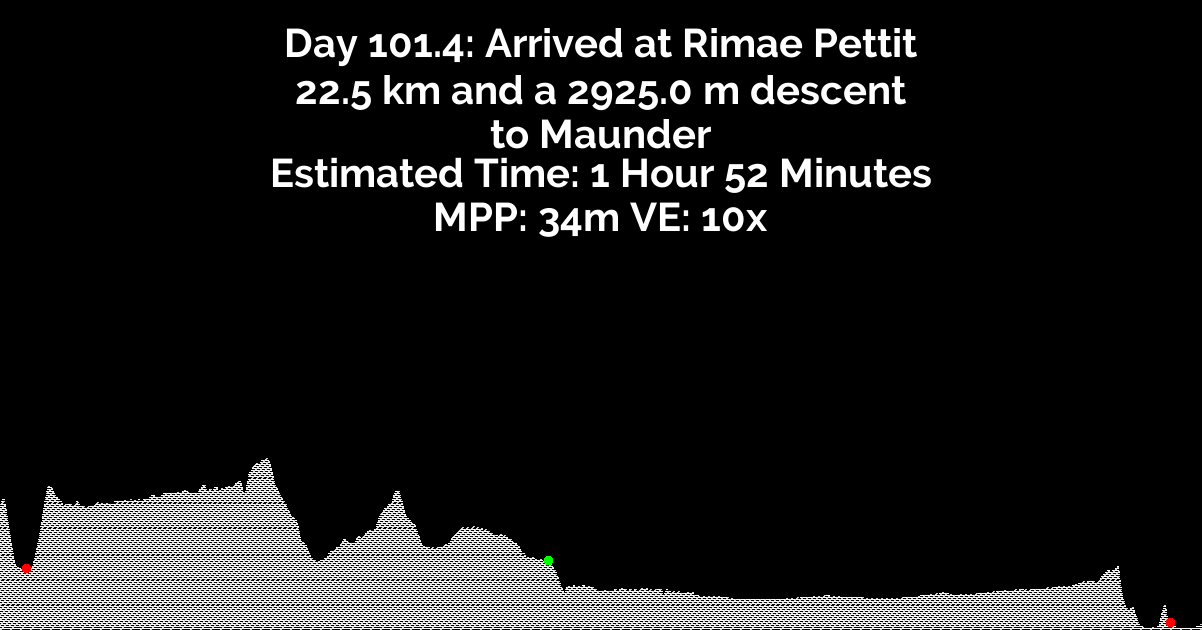 Day 101.4: Arrived at Rimae Pettit
22.5 km and a 2925.0 m descent
to Maunder
Estimated Time: 1 Hour 52 Minutes
MPP: 34m VE: 10x